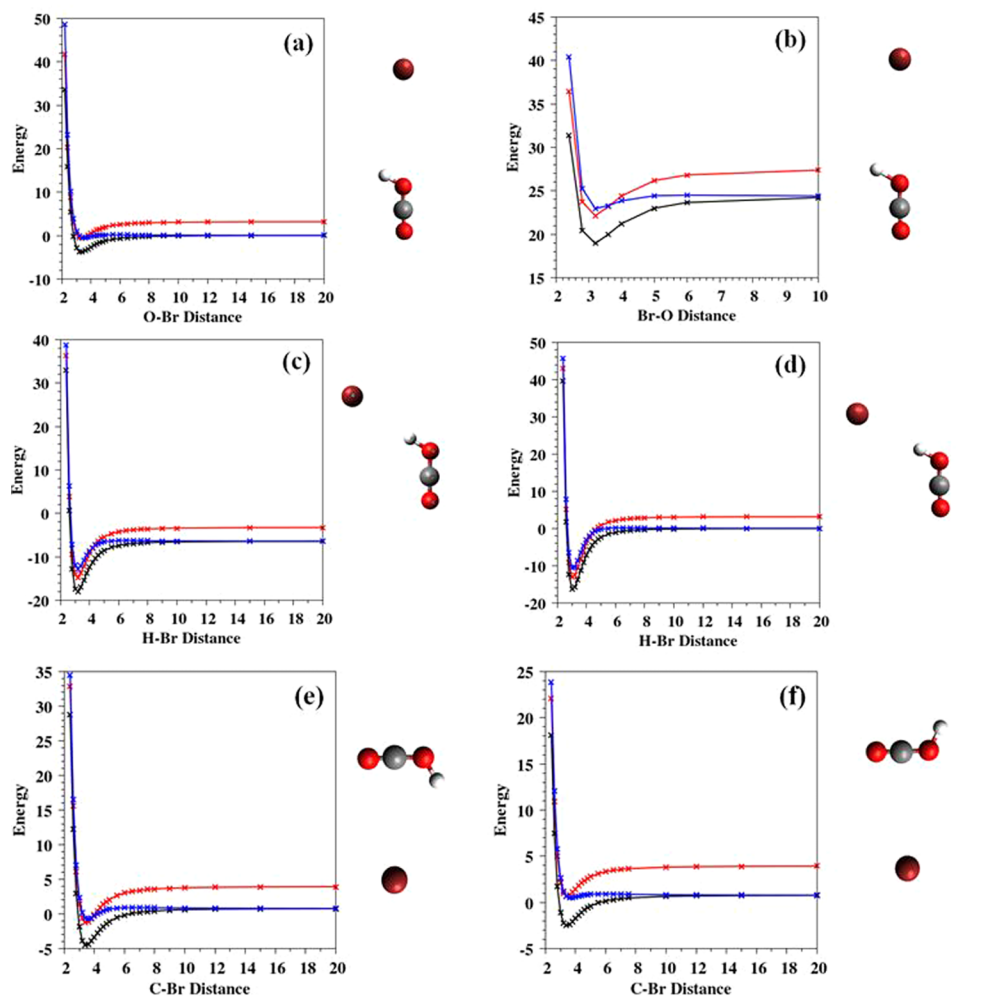 (a)
50
40
30
20
10
0
-10
Energy
2 4 6 8 10 12 14 16 18 20
O-Br Distance
(b)
45
40
35
30
25
20
15
Energy
2 3 4 5 6 7 8 9 10
Br-O Distance
(c)
40
30
20
10
0
-10
-20
Energy
2 4 6 8 10 12 14 16 18 20
H-Br Distance
(d)
50
40
30
20
10
0
-10
-20
Energy
2 4 6 8 10 12 14 16 18 20
H-Br Distance
(e)
35
30
25
20
15
10
5
0
-5
Energy
2 4 6 8 10 12 14 16 18 20
C-Br Distance
(f)
25
20
15
10
5
0
-5
Energy
2 4 6 8 10 12 14 16 18 20
C-Br Distance